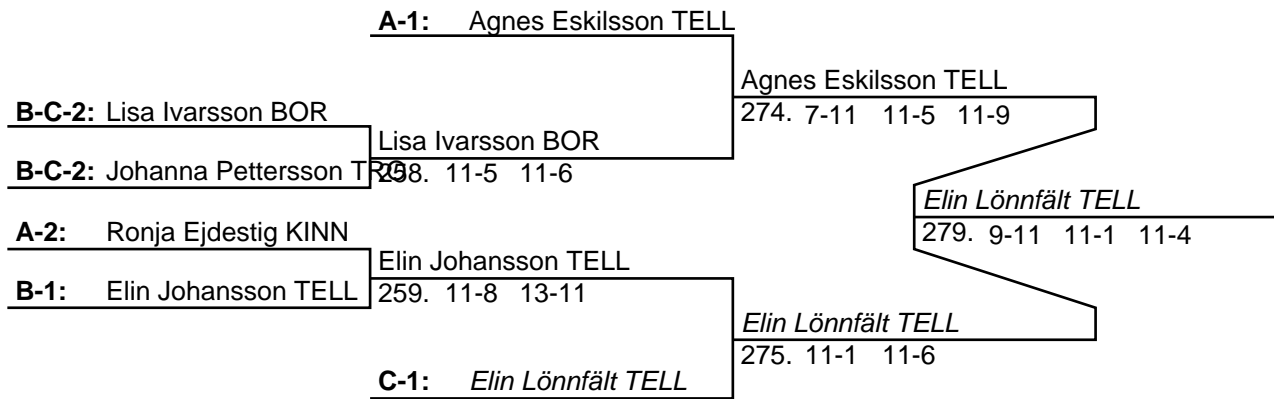 A-1: Agnes Eskilsson TELL
Agnes Eskilsson TELL
B-C-2: Lisa Ivarsson BOR
274. 7-11 11-5 11-9
Lisa Ivarsson BOR
B-C-2: Johanna Pettersson TRO
258. 11-5 11-6
Elin Lönnfält TELL
A-2: Ronja Ejdestig KINN
279. 9-11 11-1 11-4
Elin Johansson TELL
B-1: Elin Johansson TELL
259. 11-8 13-11
Elin Lönnfält TELL
275. 11-1 11-6
C-1: Elin Lönnfält TELL